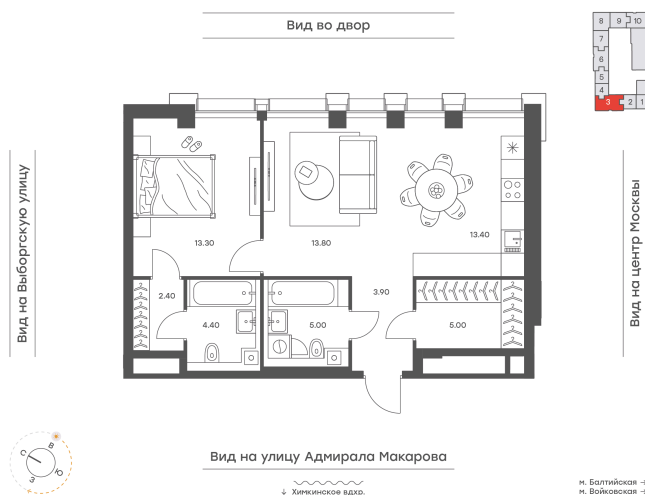 Вид во двор
8 9 10
7
6
5
4
3 2 1
Вид на Выборгскую улицу
Вид на центр Москвы
13.30
13.80
13.40
2.40
3.90
4.40
5.00
5.00
Вид на улицу Адмирала Макарова
С В Ю З
↓ Химкинское вдхр.
м. Балтийская →
м. Войковская →